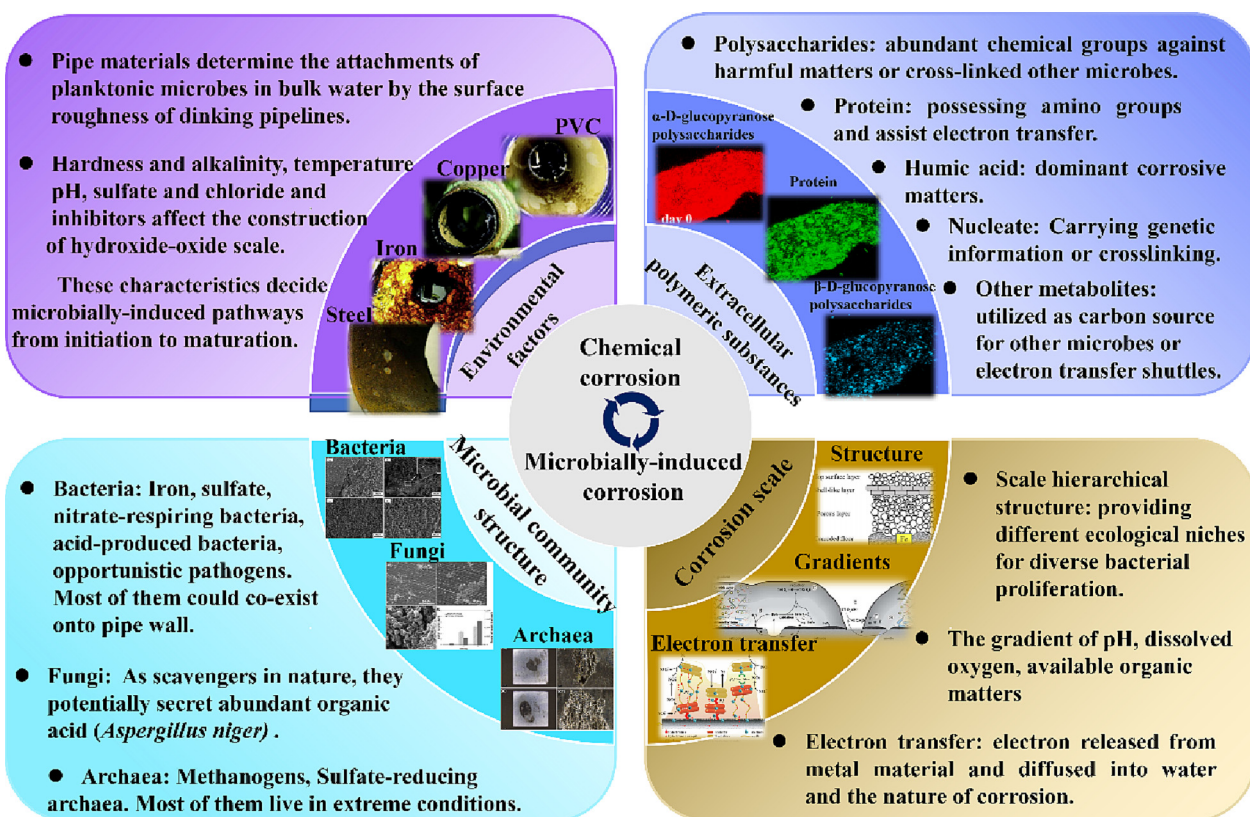 ● Pipe materials determine the attachments of
planktonic microbes in bulk water by the surface
roughness of dinking pipelines.
● Hardness and alkalinity, temperature
pH, sulfate and chloride and
inhibitors affect the construction
of hydroxide-oxide scale.
These characteristics decide
microbially-induced pathways
from initiation to maturation.
PVC
Copper
Iron
Steel
Environmental
factors
● Polysaccharides: abundant chemical groups against
harmful matters or cross-linked other microbes.
● Protein: possessing amino groups
and assist electron transfer.
● Humic acid: dominant corrosive
matters.
● Nucleate: Carrying genetic
information or crosslinking.
● Other metabolites:
utilized as carbon source
for other microbes or
electron transfer shuttles.
α-D-glucopyranose
polysaccharides
day 0
Protein
β-D-glucopyranose
polysaccharides
Extracellular
polymeric substances
Chemical
corrosion
Microbially-induced
corrosion
Bacteria
Fungi
Archaea
Microbial community
structure
● Bacteria: Iron, sulfate,
nitrate-respiring bacteria,
acid-produced bacteria,
opportunistic pathogens.
Most of them could co-exist
onto pipe wall.
● Fungi: As scavengers in nature, they
potentially secret abundant organic
acid (Aspergillus niger) .
● Archaea: Methanogens, Sulfate-reducing
archaea. Most of them live in extreme conditions.
Structure
surface layer
Shell-like layer
Porous layer
Fe
Gradients
Electron transfer
Corrosion scale
● Scale hierarchical
structure: providing
different ecological niches
for diverse bacterial
proliferation.
● The gradient of pH, dissolved
oxygen, available organic
matters
● Electron transfer: electron released from
metal material and diffused into water
and the nature of corrosion.